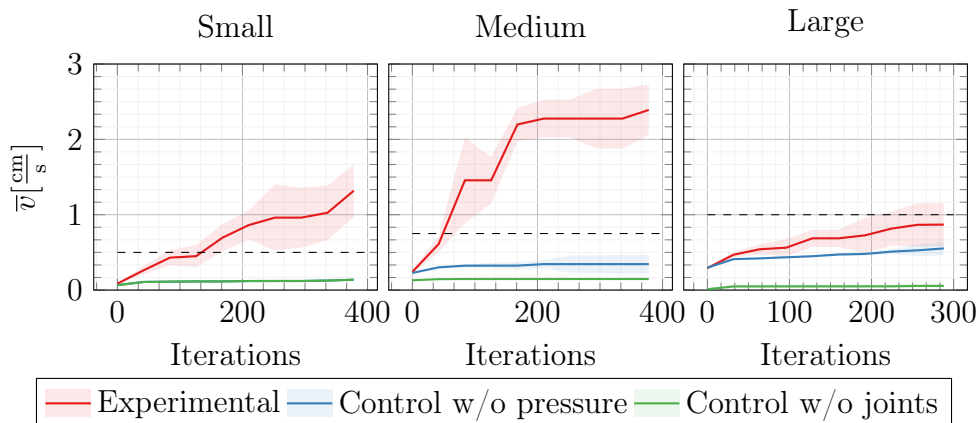 Small Medium Large
3
2
1
0
v̅[cm/s]
0 200 400 0 200 400 0 100 200 300
Iterations Iterations Iterations
Experimental Control w/o pressure Control w/o joints